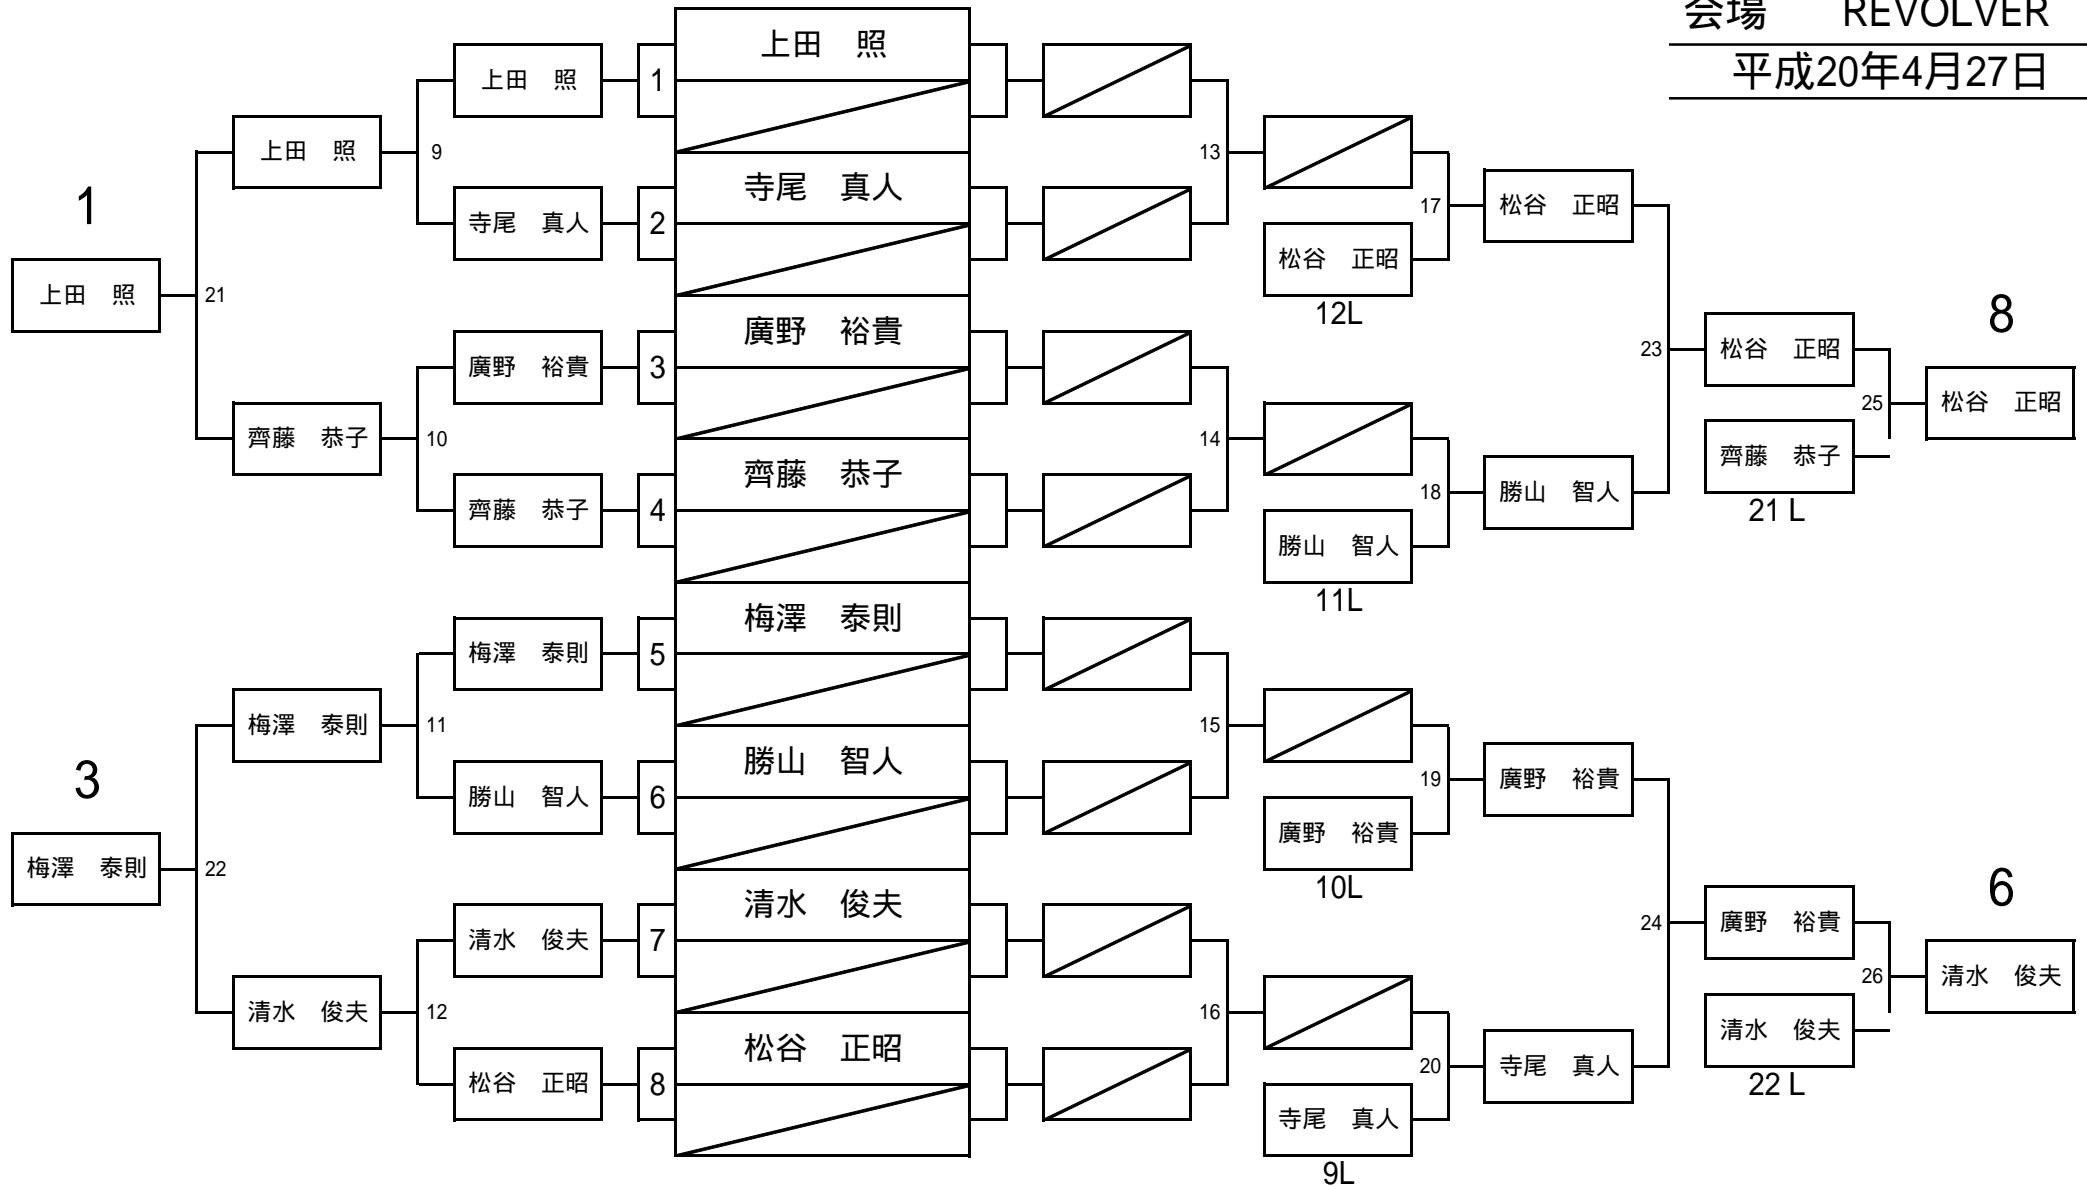 会場　REVOLVER
平成20年4月27日
1
上田　照
21
上田　照
齊藤　恭子
9
10
上田　照
寺尾　真人
廣野　裕貴
齊藤　恭子
3
梅澤　泰則
22
梅澤　泰則
清水　俊夫
11
12
梅澤　泰則
勝山　智人
清水　俊夫
松谷　正昭
1
上田　照
2
寺尾　真人
3
廣野　裕貴
4
齊藤　恭子
5
梅澤　泰則
6
勝山　智人
7
清水　俊夫
8
松谷　正昭
13
14
15
16
17
松谷　正昭
12L
18
勝山　智人
11L
19
廣野　裕貴
10L
20
寺尾　真人
9L
松谷　正昭
23
勝山　智人
廣野　裕貴
24
寺尾　真人
松谷　正昭
25
齊藤　恭子
21 L
廣野　裕貴
26
清水　俊夫
22 L
8
松谷　正昭
6
清水　俊夫